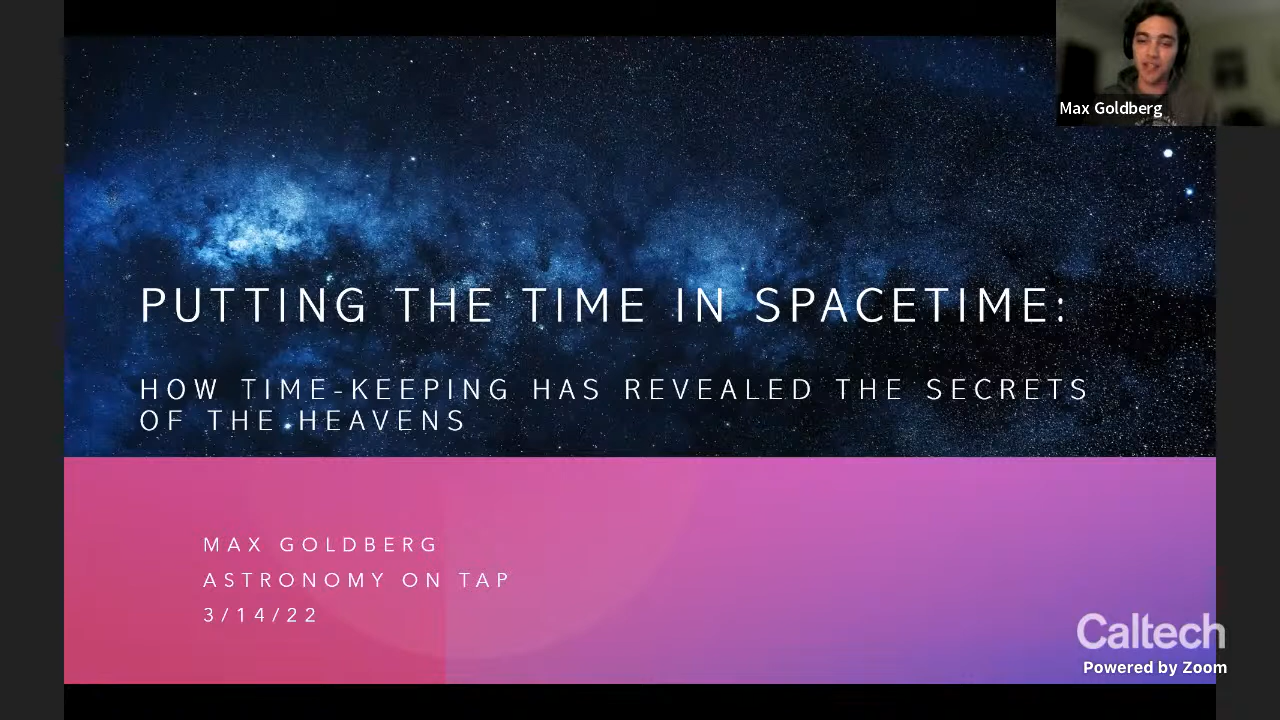 Max Goldberg
PUTTING THE TIME IN SPACETIME:
HOW TIME-KEEPING HAS REVEALED THE SECRETS
OF THE HEAVENS
MAX GOLDBERG
ASTRONOMY ON TAP
3/14/22
Caltech
Powered by Zoom